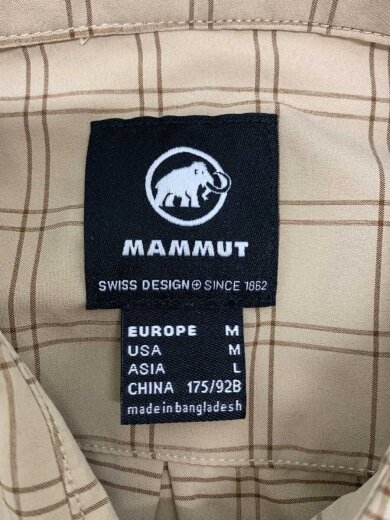 MAMMUT
SWISS DESIGN SINCE 1862
EUROPE M
USA M
ASIA L
CHINA 175/92B
made in bangladesh